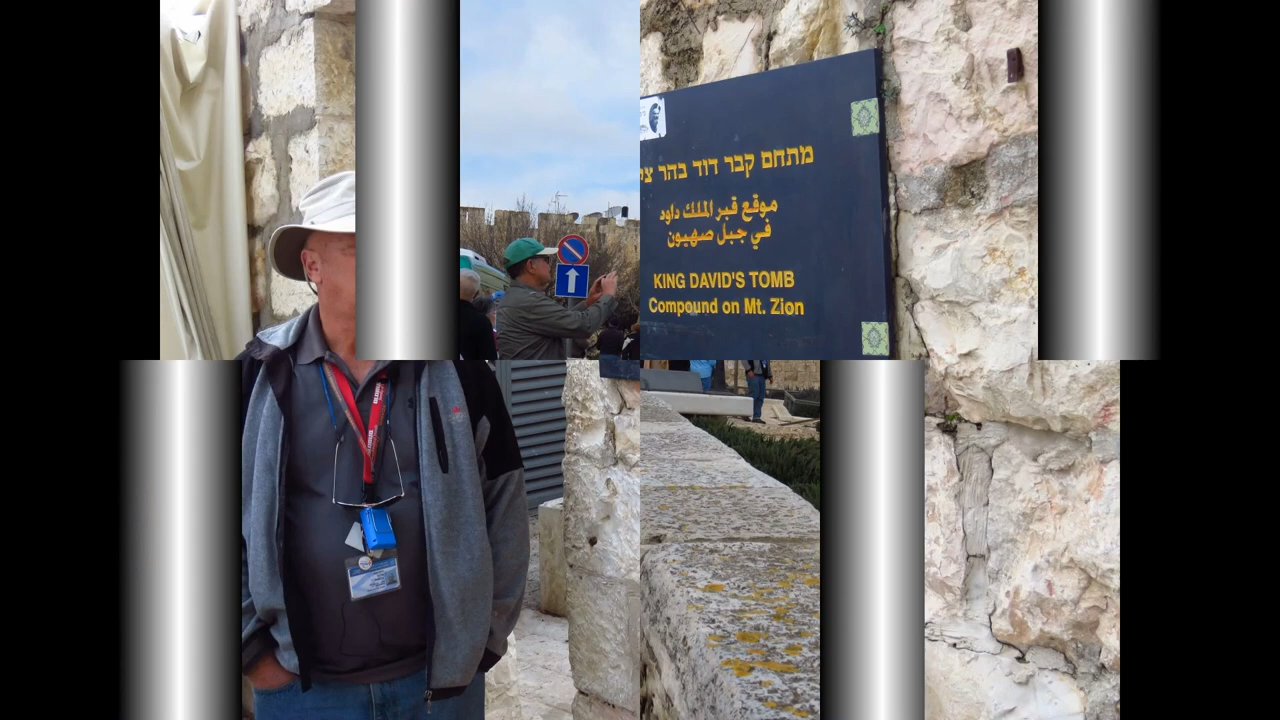 מתחם קבר דוד בהר
موقع قبر الملك داود
في جبل صهيون
KING DAVID'S TOMB
Compound on Mt. Zion